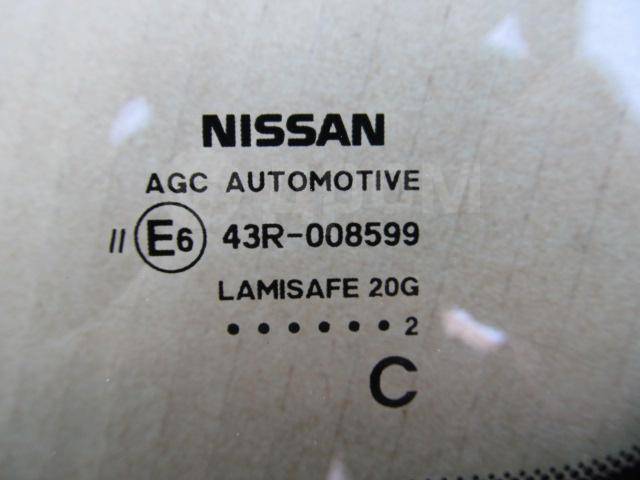 NISSAN
AGC AUTOMOTIVE
II E6 43R-008599
LAMISAFE 20G
••••••2
C